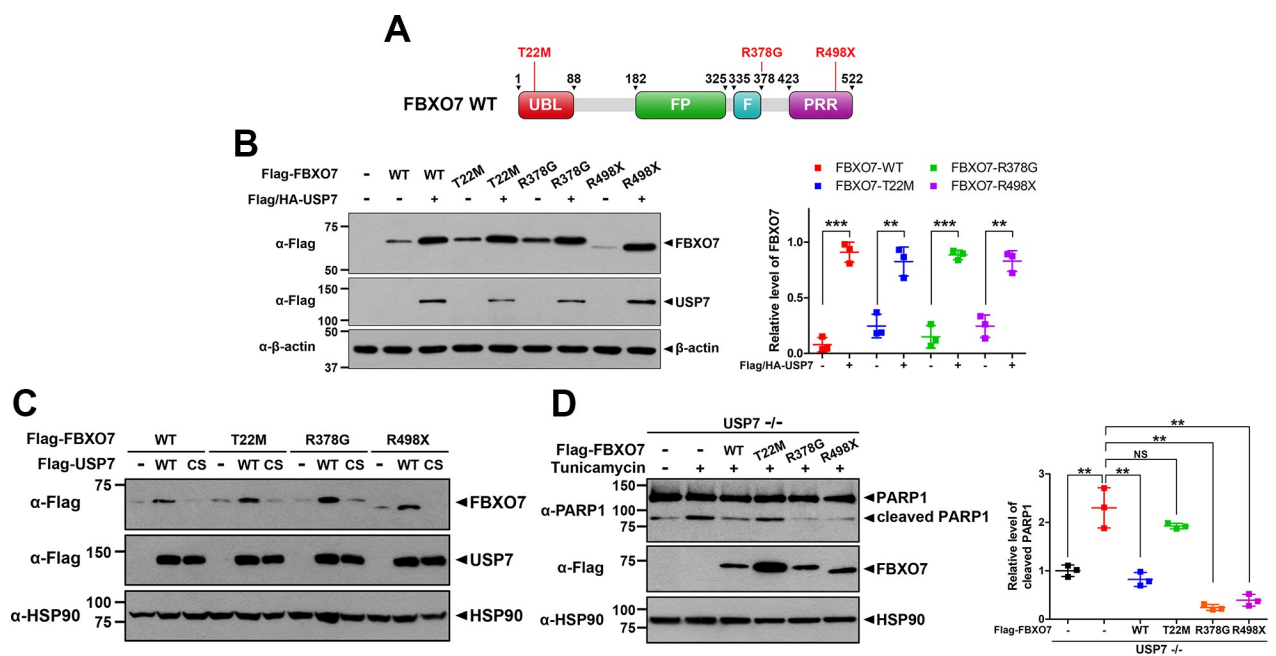 A
T22M R378G R498X
1 88 182 325 335 378 423 522
FBXO7 WT UBL FP F PRR
B
Flag-FBXO7 - WT WT T22M T22M R378G R378G R498X R498X
Flag/HA-USP7 - - + - + - + - +
75
α-Flag FBXO7
50
150
α-Flag USP7
100
50
α-β-actin β-actin
37
FBXO7-WT FBXO7-R378G
FBXO7-T22M FBXO7-R498X
*** ** *** **
Relative level of FBXO7
1.0
0.5
0.0
Flag/HA-USP7 - + - + - + - +
C
Flag-FBXO7 WT T22M R378G R498X
Flag-USP7 - WT CS - WT CS - WT CS - WT CS
75
α-Flag FBXO7
α-Flag 150 USP7
100
α-HSP90 HSP90
75
D
USP7 -/-
Flag-FBXO7 - - WT T22M R378G R498X
Tunicamycin - + + + + +
150 PARP1
α-PARP1 100
75 cleaved PARP1
75
α-Flag FBXO7
100
α-HSP90 HSP90
75
**
**
NS
** **
Relative level of
cleaved PARP1
3
2
1
0
Flag-FBXO7 - - WT T22M R378G R498X
USP7 -/-